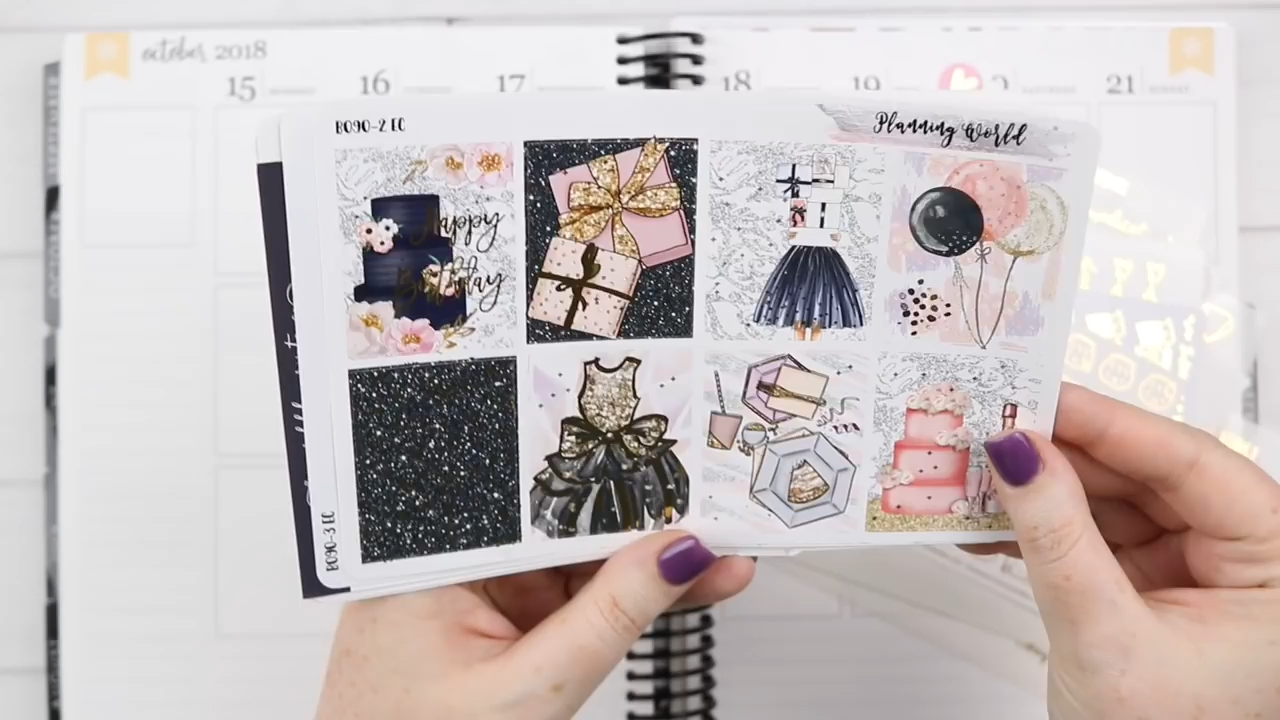 october 2018
15
16
17
18
19
21
B090-2 EC
Planning World
Happy
Birthday
B090-3 EC